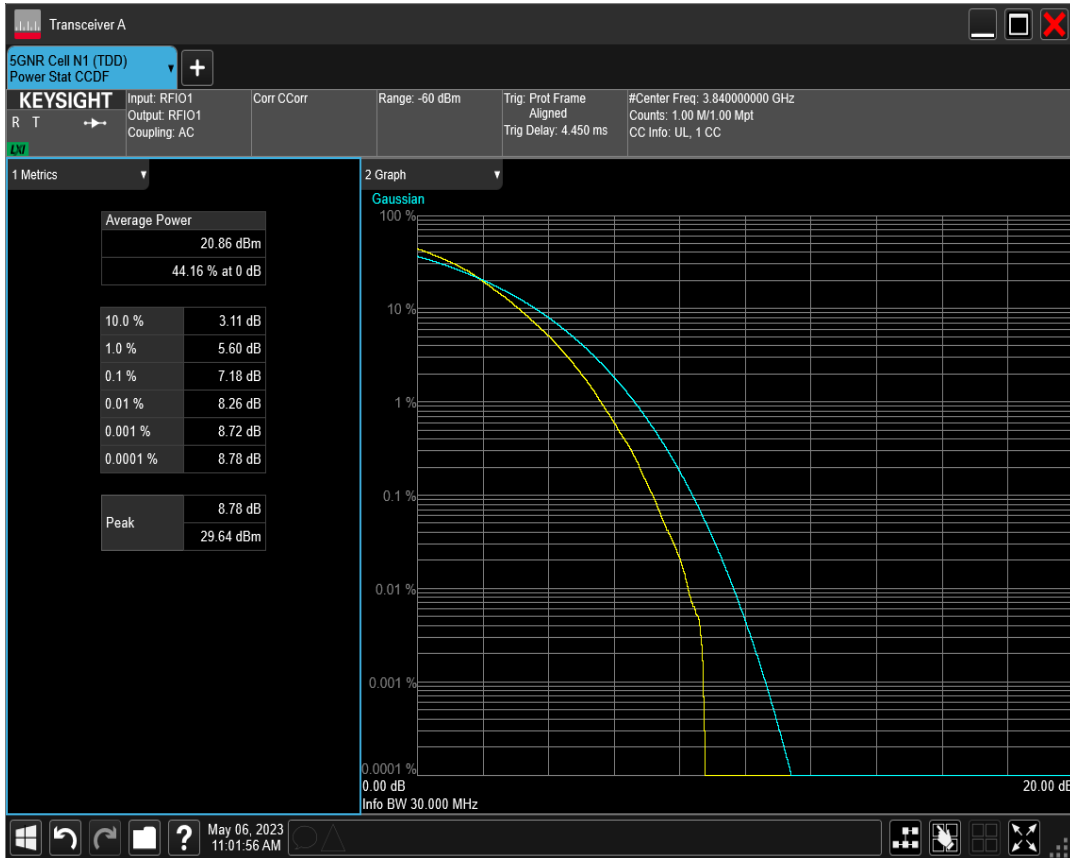 Transceiver A
5GNR Cell N1 (TDD)
Power Stat CCDF
+
KEYSIGHT
R T
LXI
Input: RFIO1
Output: RFIO1
Coupling: AC
Corr CCorr
Range: -60 dBm
Trig: Prot Frame
Aligned
Trig Delay: 4.450 ms
#Center Freq: 3.840000000 GHz
Counts: 1.00 M/1.00 Mpt
CC Info: UL, 1 CC
1 Metrics
Average Power
20.86 dBm
44.16 % at 0 dB
10.0 % 3.11 dB
1.0 % 5.60 dB
0.1 % 7.18 dB
0.01 % 8.26 dB
0.001 % 8.72 dB
0.0001 % 8.78 dB
Peak
8.78 dB
29.64 dBm
2 Graph
Gaussian
100 %
10 %
1 %
0.1 %
0.01 %
0.001 %
0.0001 %
0.00 dB
20.00 dB
Info BW 30.000 MHz
?
May 06, 2023
11:01:56 AM